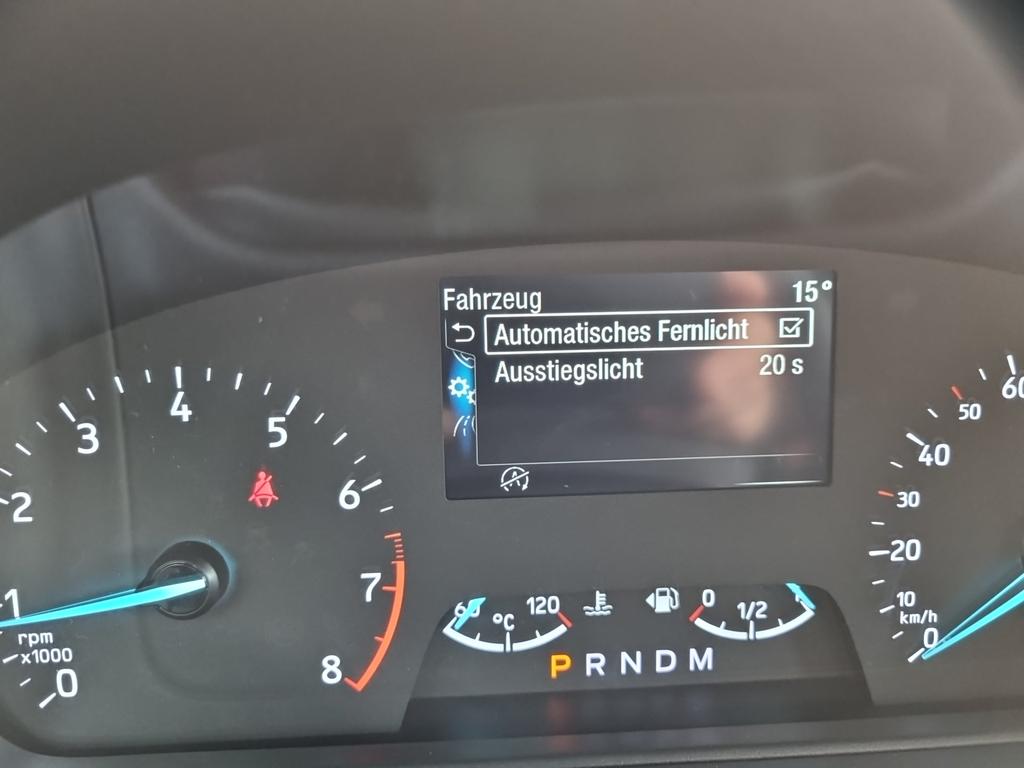 Fahrzeug 15°
Automatisches Fernlicht
Ausstiegslicht 20 s
A
0 1 2 3 4 5 6 7 8
rpm
x1000
60 °C 120
0 1/2
P R N D M
0 10 20 30 40 50 60
km/h